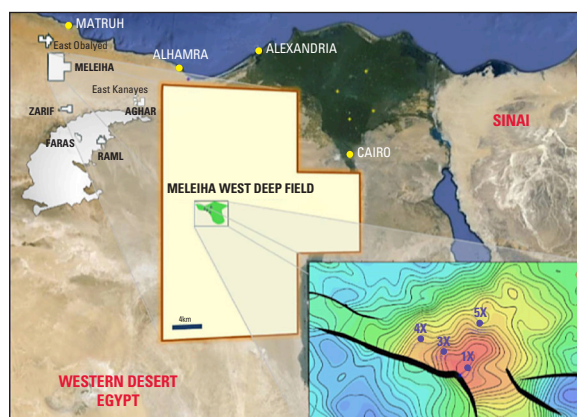 MATRUH
East Obalyed
MELEIHA
ALHAMRA
ALEXANDRIA
East Kanayes
ZARIF
AGHAR
FARAS
RAML
SINAI
CAIRO
MELEIHA WEST DEEP FIELD
4km
5X
4X
3X
1X
WESTERN DESERT
EGYPT